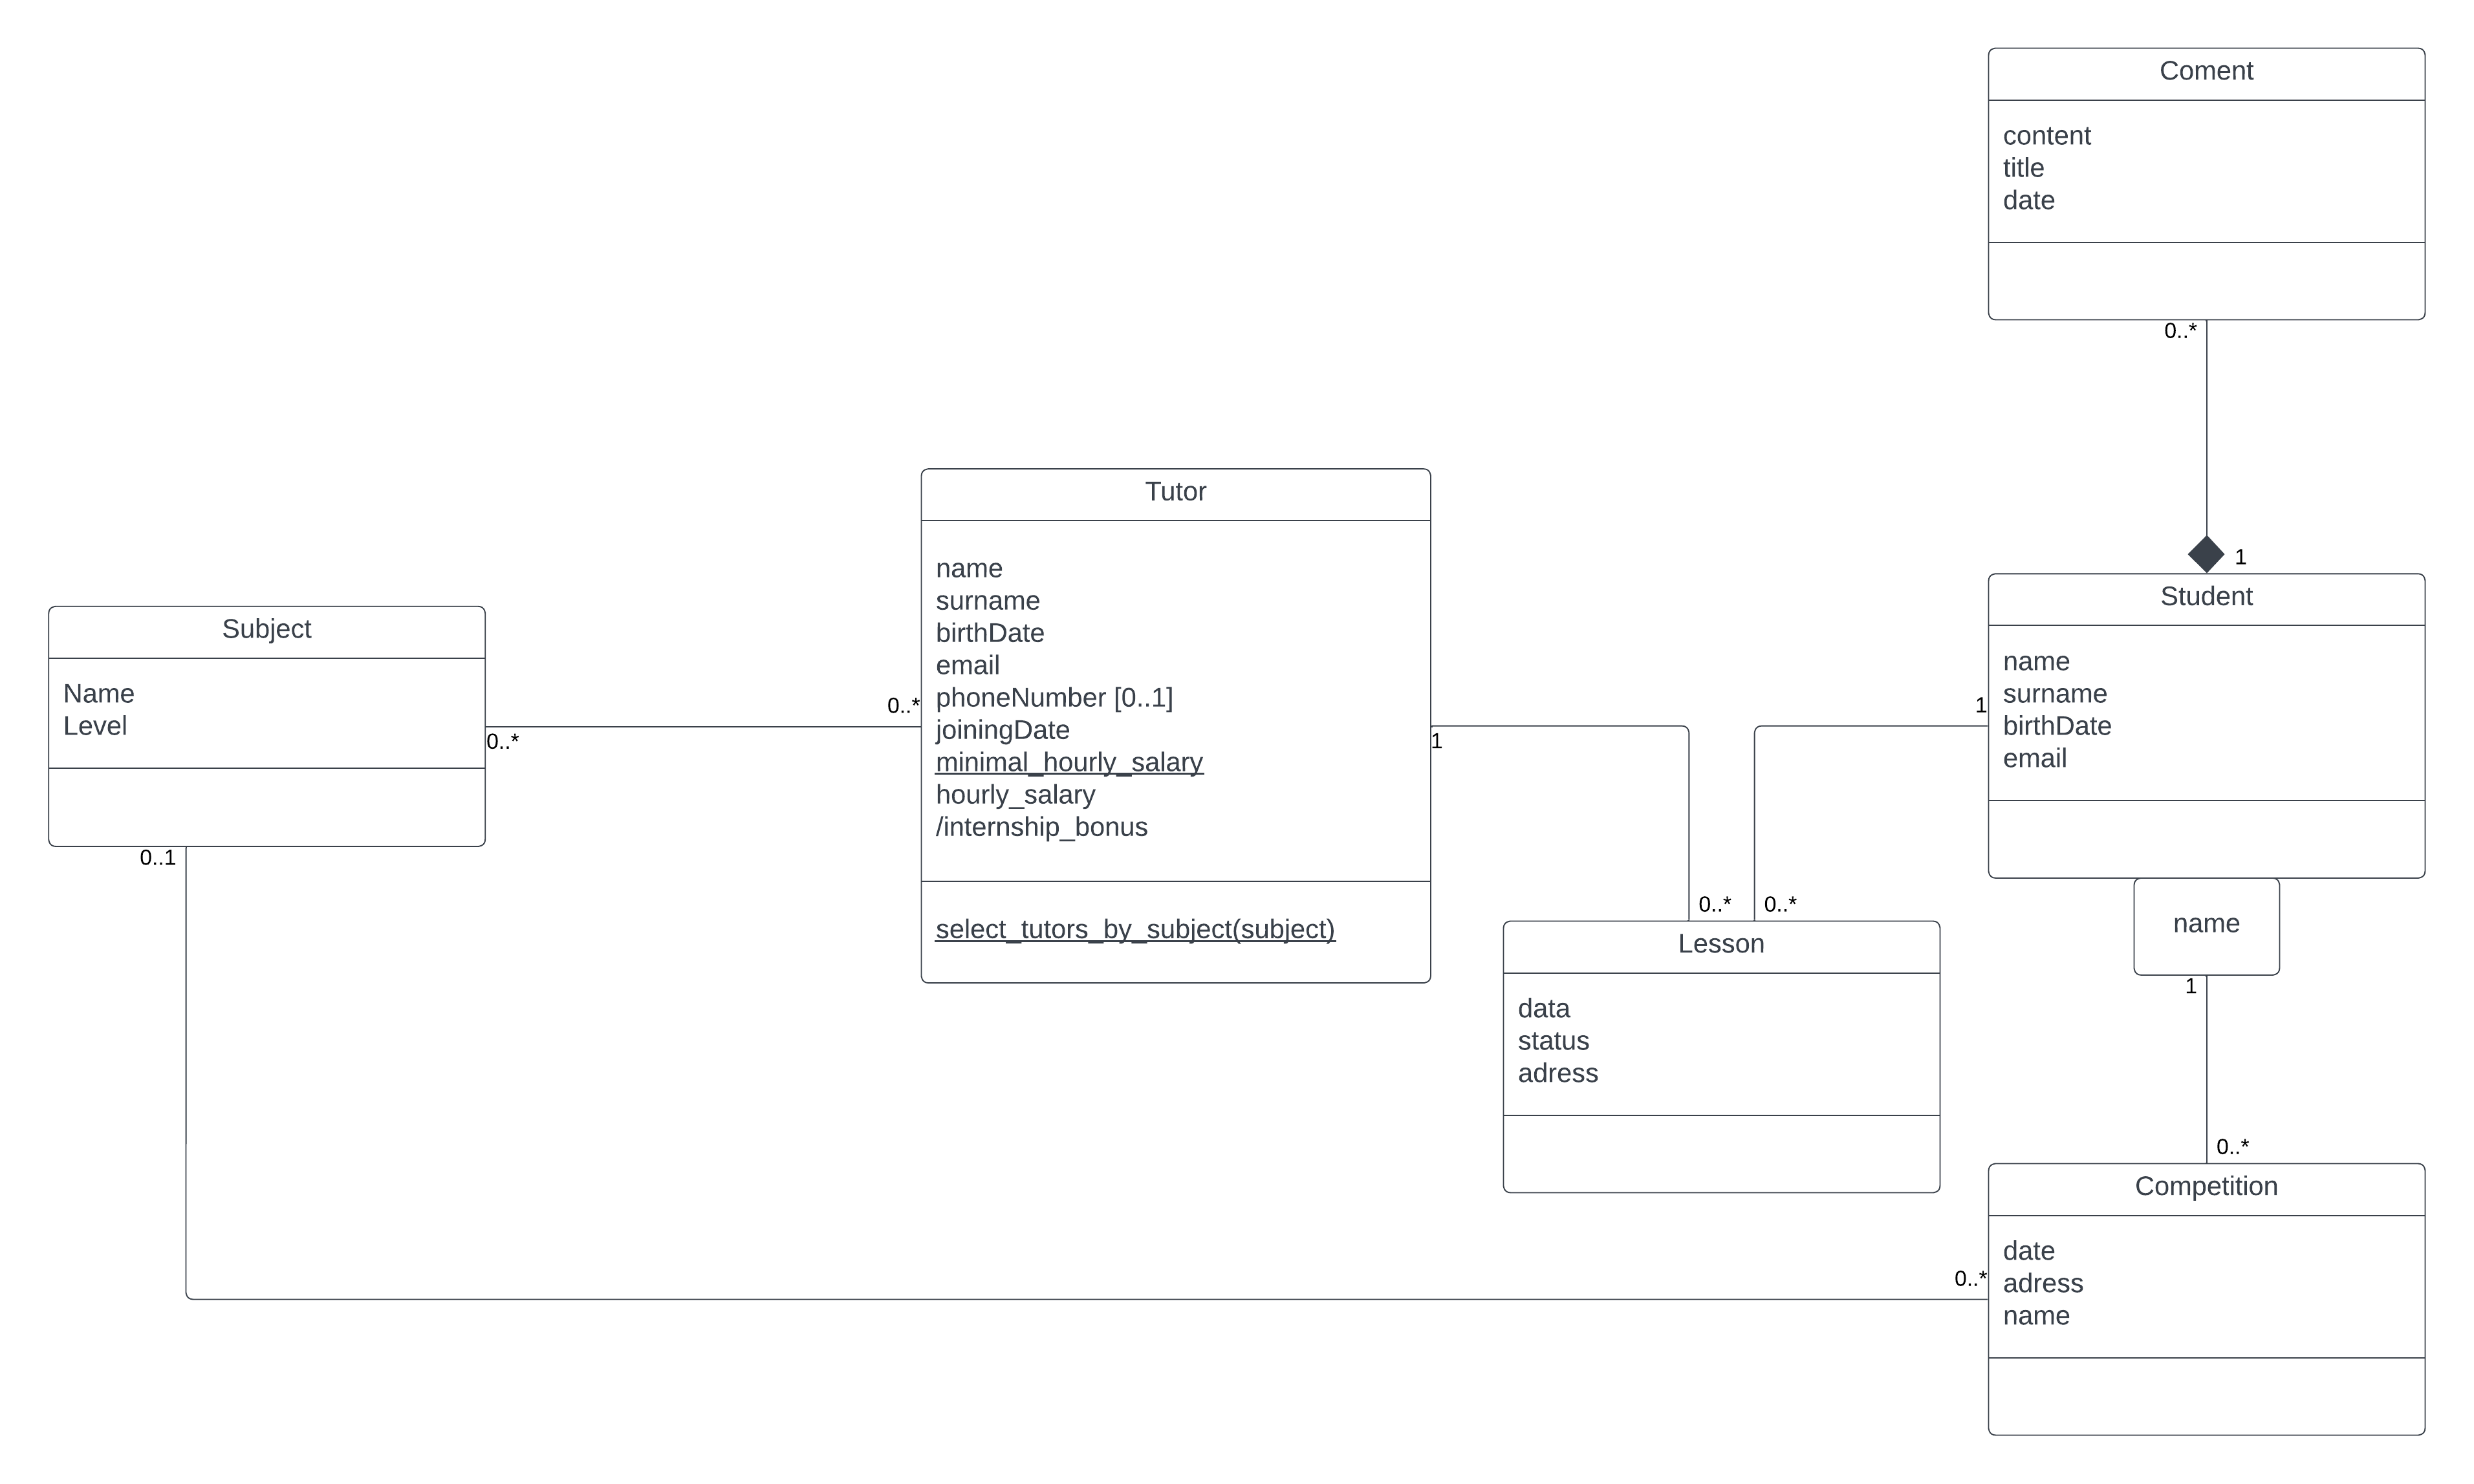 Coment
content
title
date
0..*
1
Student
name
surname
birthDate
email
1
name
1
0..*
Competition
date
adress
name
0..*
Tutor
name
surname
birthDate
email
phoneNumber [0..1]
joiningDate
minimal_hourly_salary
hourly_salary
/internship_bonus
select_tutors_by_subject(subject)
0..*
1
Subject
Name
Level
0..*
0..1
0..*
0..*
Lesson
data
status
adress